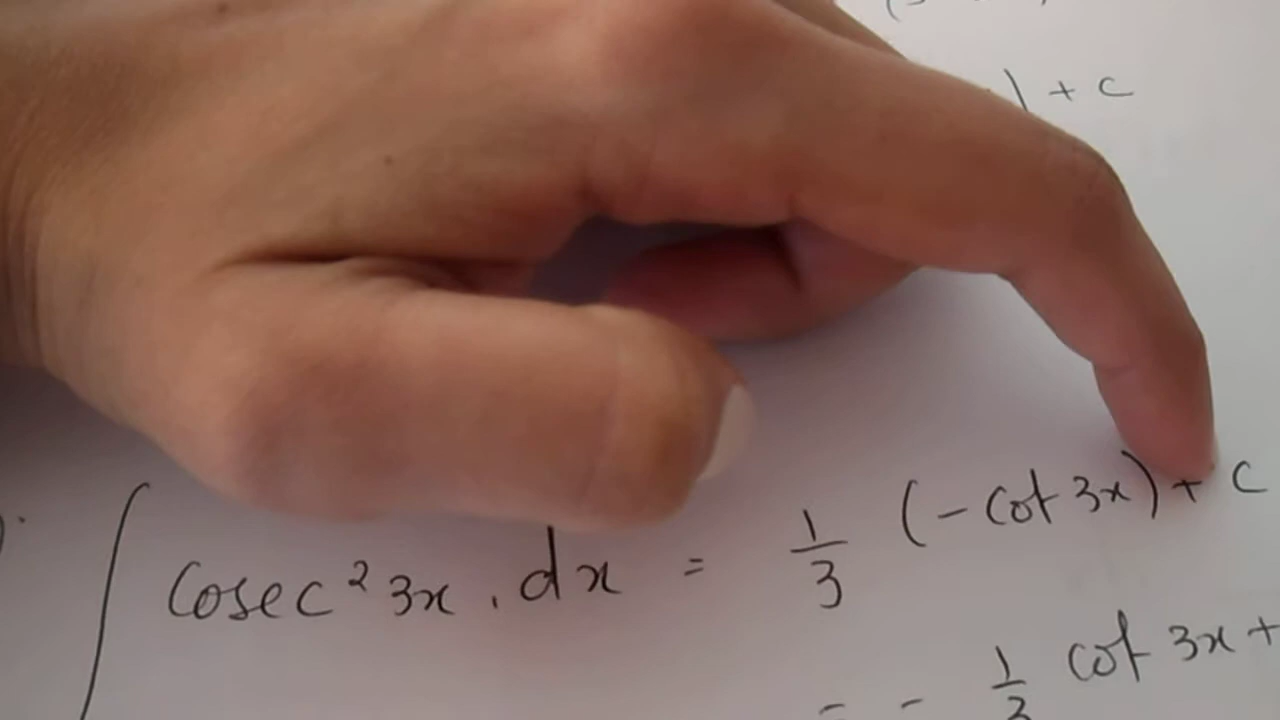 ) + c
∫ cosec² 3x . dx = 1/3 (- cot 3x) + c
= - 1/3 cot 3x +